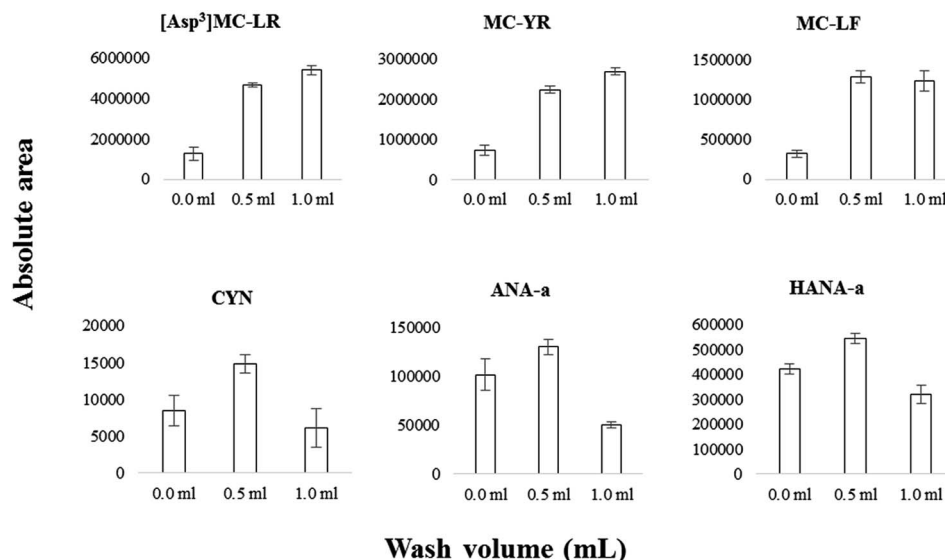 [Asp³]MC-LR
6000000
4000000
2000000
0
0.0 ml 0.5 ml 1.0 ml
MC-YR
3000000
2000000
1000000
0
0.0 ml 0.5 ml 1.0 ml
MC-LF
1500000
1000000
500000
0
0.0 ml 0.5 ml 1.0 ml
Absolute area
CYN
20000
15000
10000
5000
0
0.0 ml 0.5 ml 1.0 ml
ANA-a
150000
100000
50000
0
0.0 ml 0.5 ml 1.0 ml
HANA-a
600000
500000
400000
300000
200000
100000
0
0.0 ml 0.5 ml 1.0 ml
Wash volume (mL)